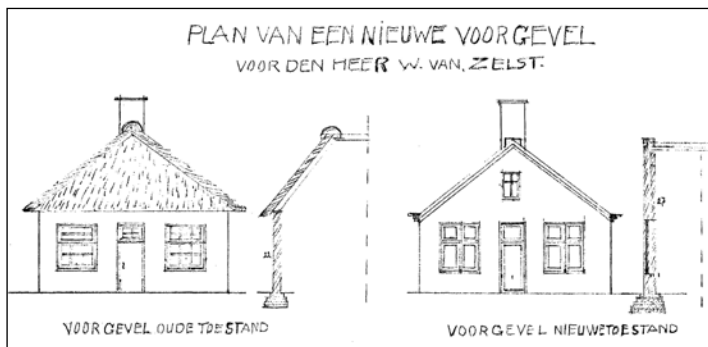 PLAN VAN EEN NIEUWE VOORGEVEL
VOOR DEN HEER W. VAN. ZELST.
VOORGEVEL OUDE TOESTAND
VOORGEVEL NIEUWE TOESTAND